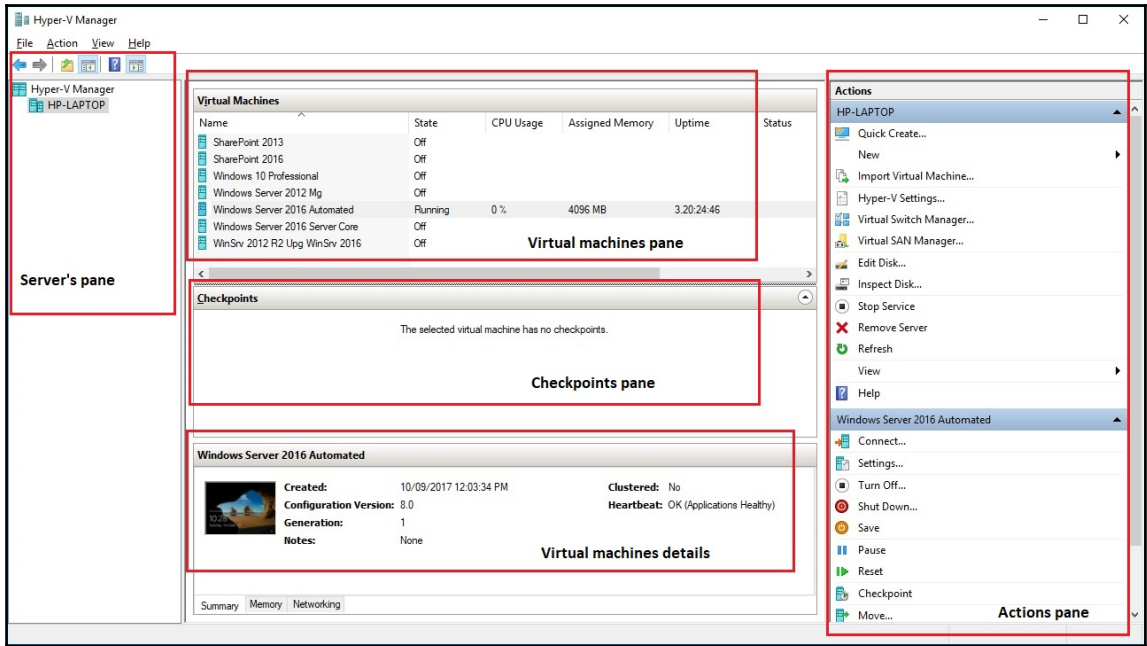 Hyper-V Manager
File Action View Help
Hyper-V Manager
HP-LAPTOP
Server's pane
Virtual Machines
Name State CPU Usage Assigned Memory Uptime Status
SharePoint 2013 Off
SharePoint 2016 Off
Windows 10 Professional Off
Windows Server 2012 Mg Off
Windows Server 2016 Automated Running 0 % 4096 MB 3.20:24:46
Windows Server 2016 Server Core Off
WinSrv 2012 R2 Upg WinSrv 2016 Off
Virtual machines pane
Checkpoints
The selected virtual machine has no checkpoints.
Checkpoints pane
Windows Server 2016 Automated
Created: 10/09/2017 12:03:34 PM Clustered: No
Configuration Version: 8.0 Heartbeat: OK (Applications Healthy)
Generation: 1
Notes: None
10:28
Virtual machines details
Summary Memory Networking
Actions
HP-LAPTOP
Quick Create...
New
Import Virtual Machine...
Hyper-V Settings...
Virtual Switch Manager...
Virtual SAN Manager...
Edit Disk...
Inspect Disk...
Stop Service
Remove Server
Refresh
View
Help
Windows Server 2016 Automated
Connect...
Settings...
Turn Off...
Shut Down...
Save
Pause
Reset
Checkpoint
Move...
Actions pane